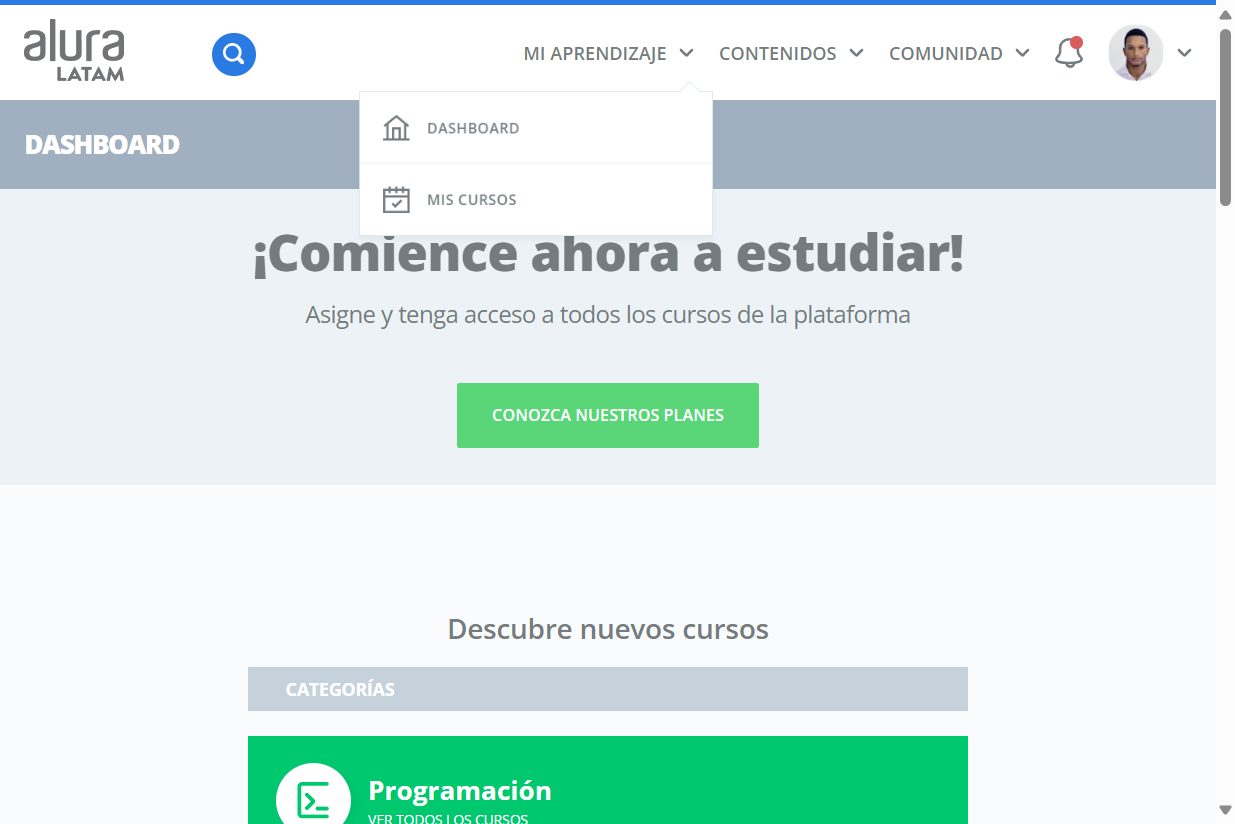 alura
LATAM
MI APRENDIZAJE
CONTENIDOS
COMUNIDAD
DASHBOARD
MIS CURSOS
DASHBOARD
¡Comience ahora a estudiar!
Asigne y tenga acceso a todos los cursos de la plataforma
CONOZCA NUESTROS PLANES
Descubre nuevos cursos
CATEGORÍAS
Programación
VER TODOS LOS CURSOS